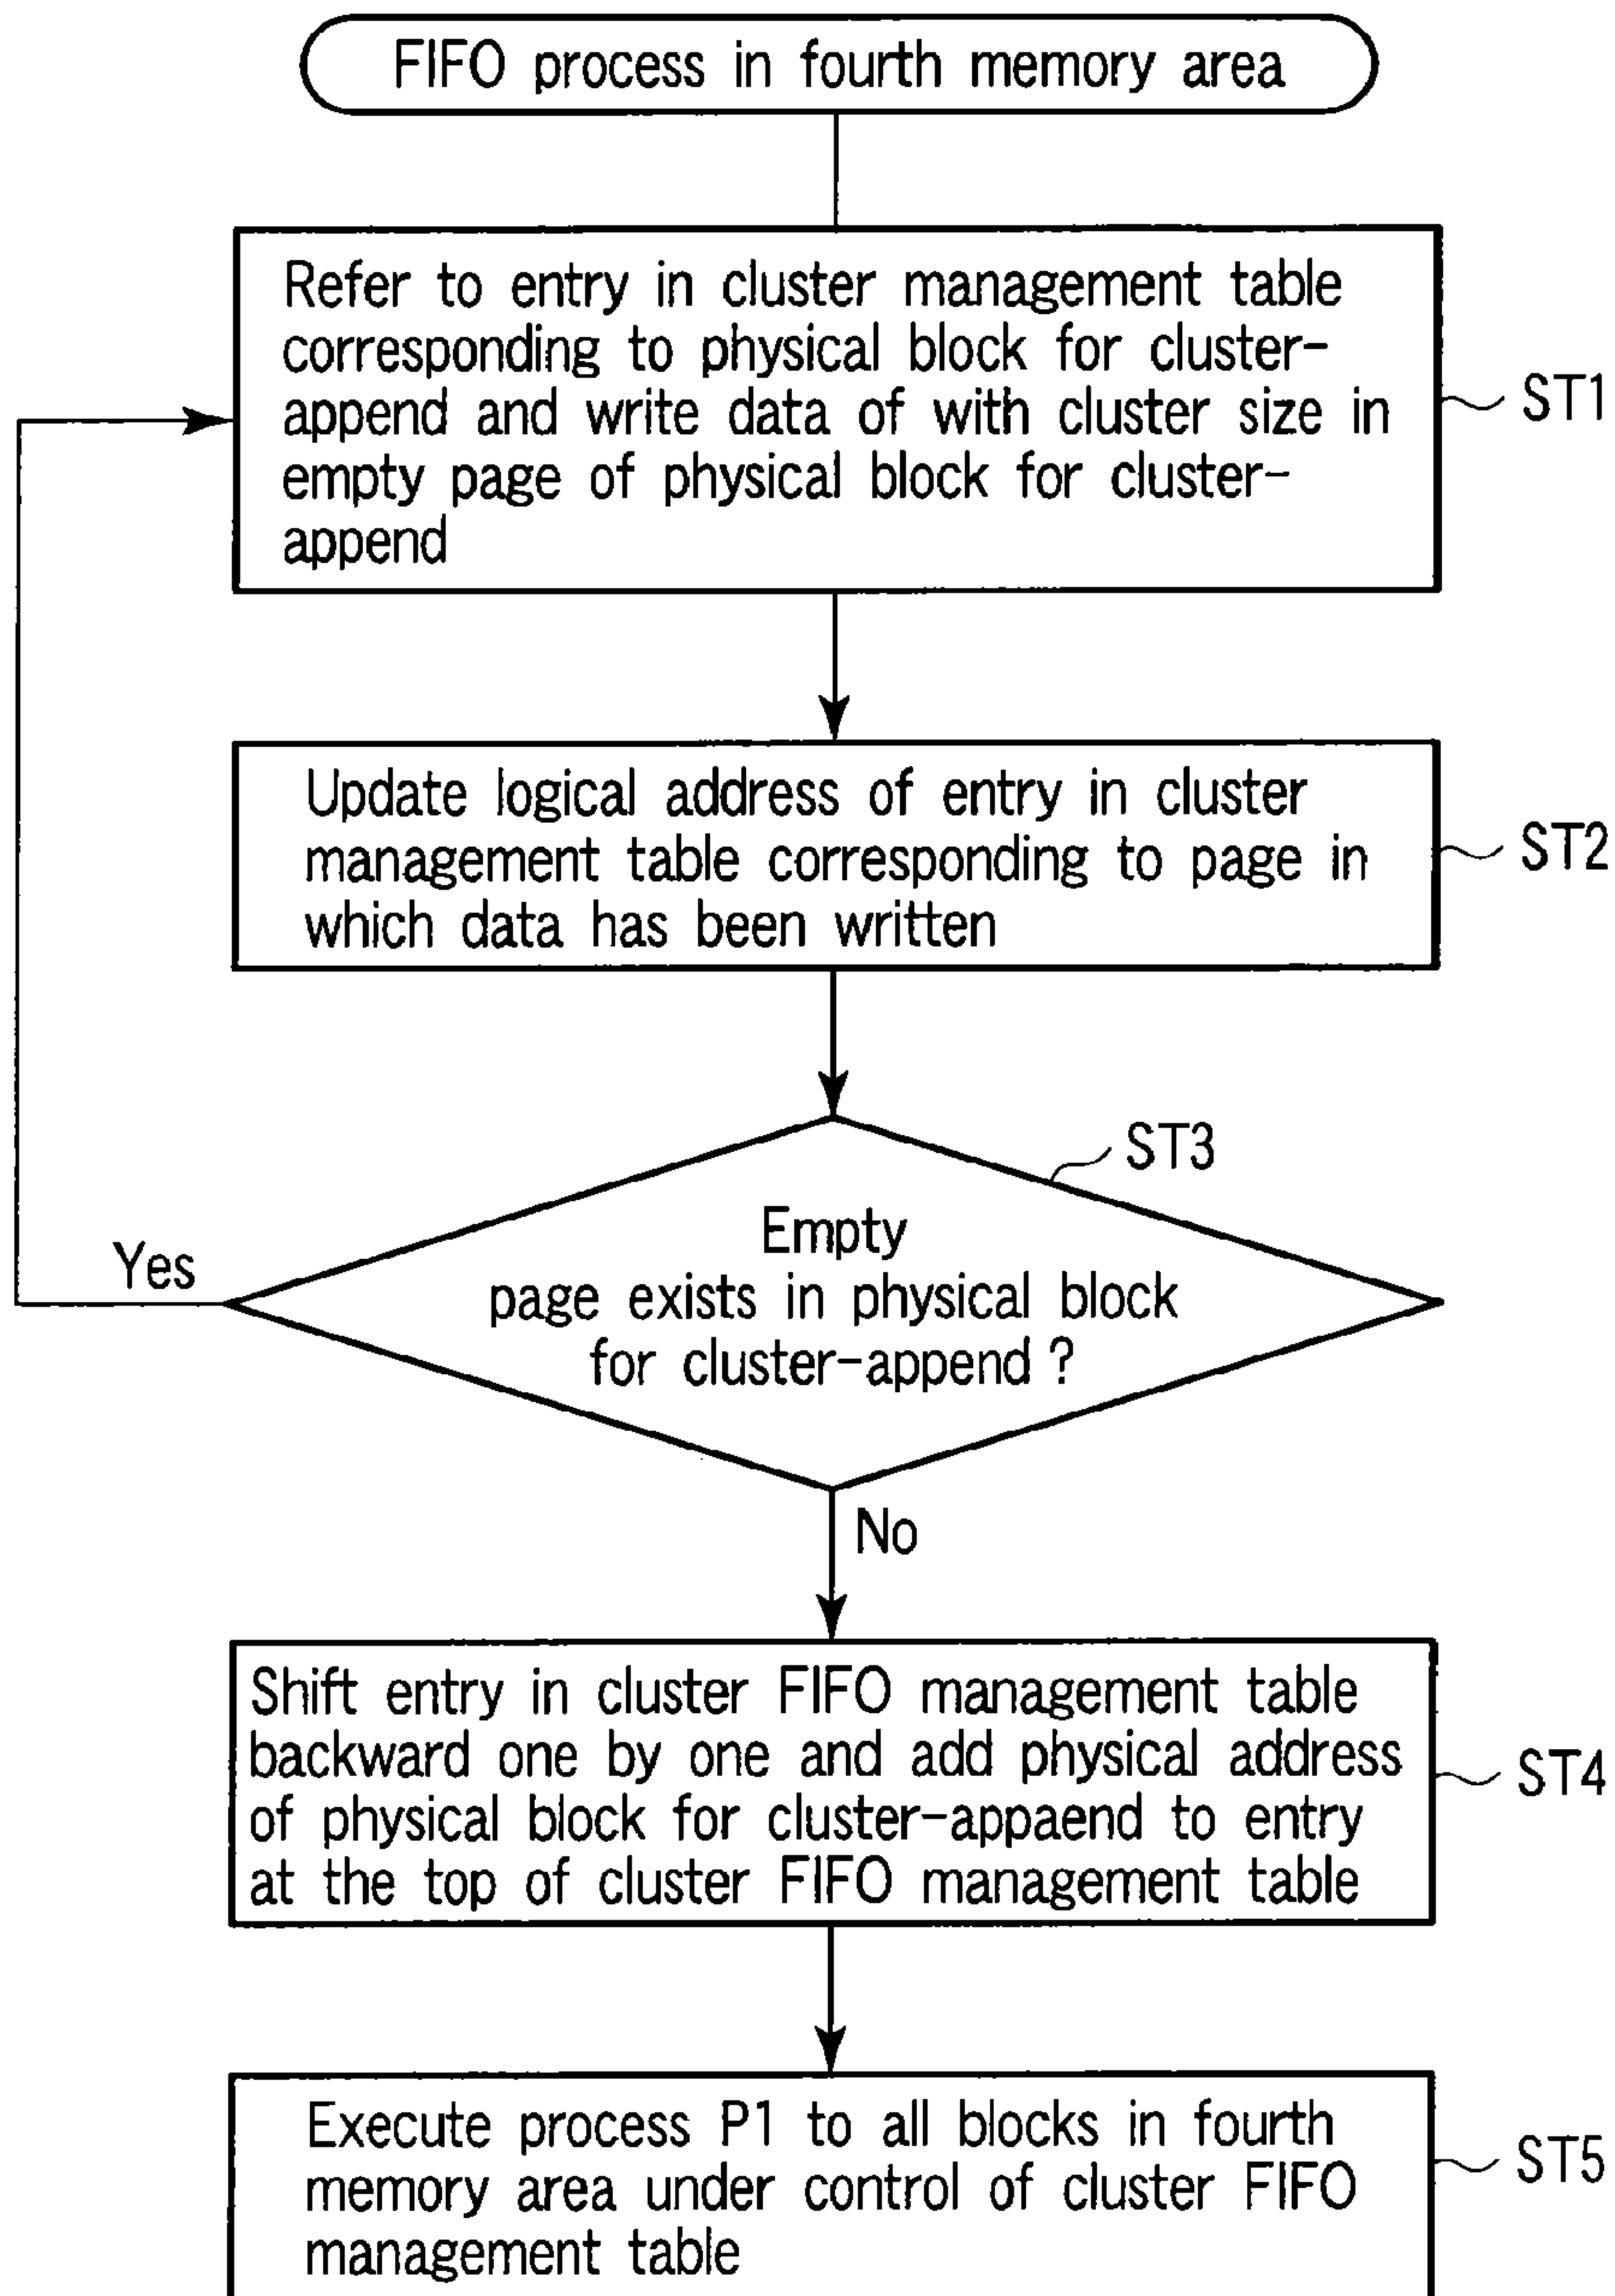 FIFO process in fourth memory area
Refer to entry in cluster management table
corresponding to physical block for cluster-
append and write data of with cluster size in
empty page of physical block for cluster-
append
ST1
Update logical address of entry in cluster
management table corresponding to page in
which data has been written
ST2
ST3
Empty
page exists in physical block
for cluster-append ?
Yes
No
Shift entry in cluster FIFO management table
backward one by one and add physical address
of physical block for cluster-appaend to entry
at the top of cluster FIFO management table
ST4
Execute process P1 to all blocks in fourth
memory area under control of cluster FIFO
management table
ST5